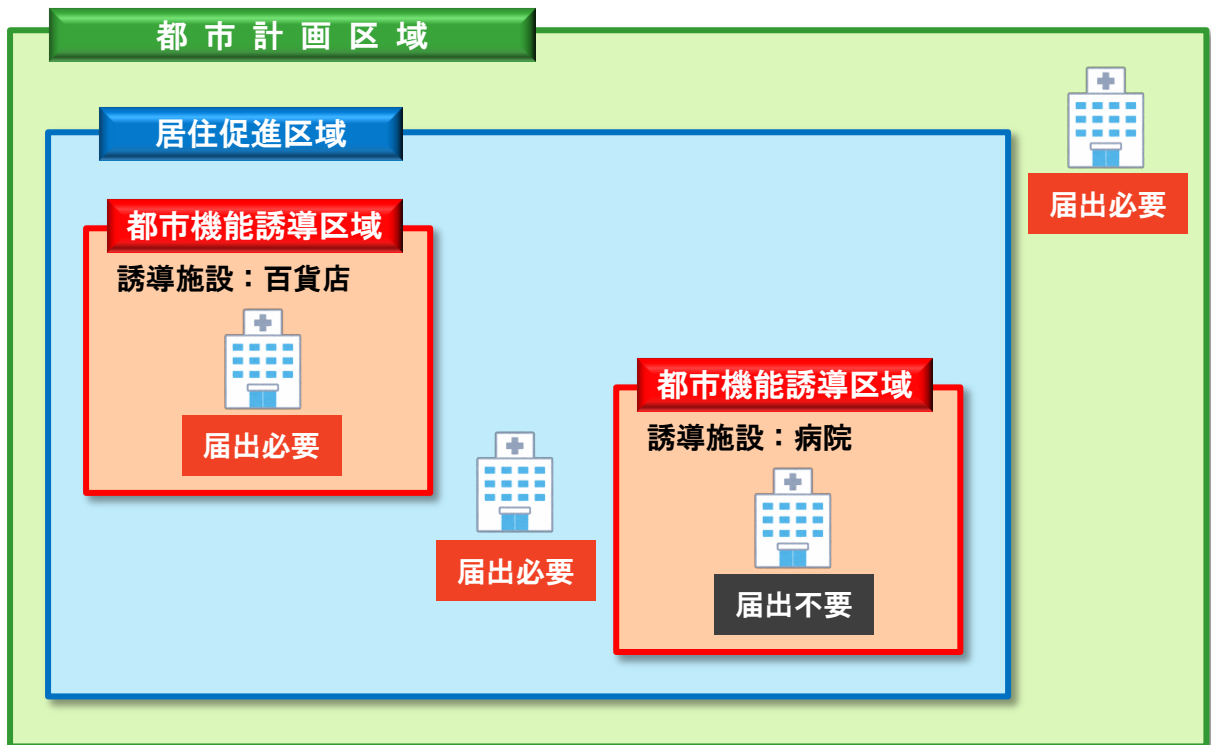 都市計画区域
居住促進区域
届出必要
都市機能誘導区域
誘導施設：百貨店
届出必要
都市機能誘導区域
誘導施設：病院
届出必要
届出不要